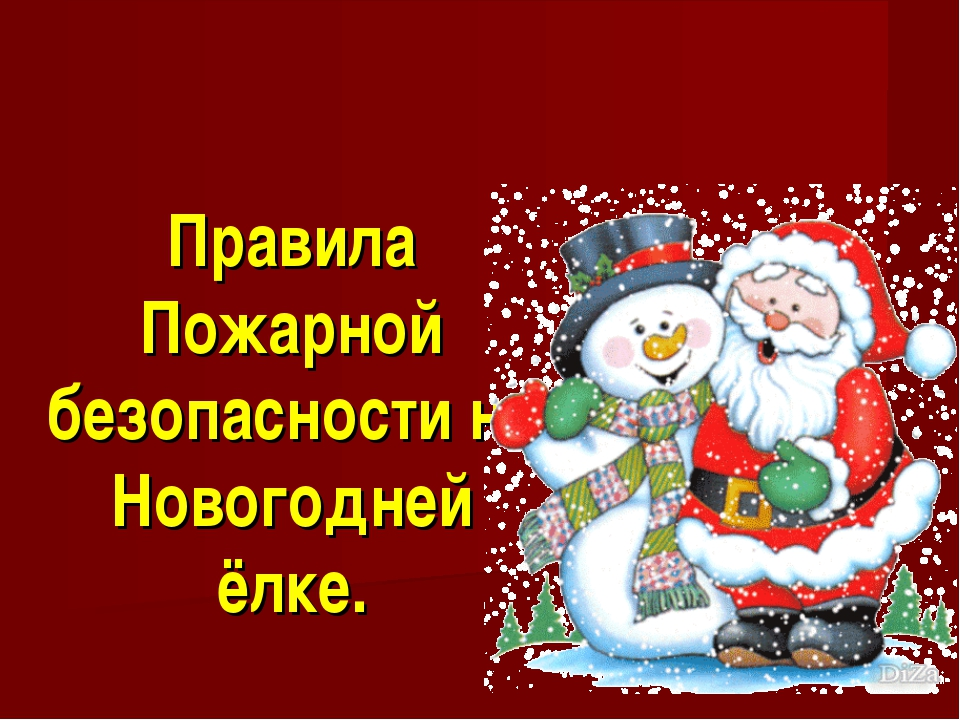 Правила
Пожарной
безопасности н
Новогодней
ёлке.
DiZa